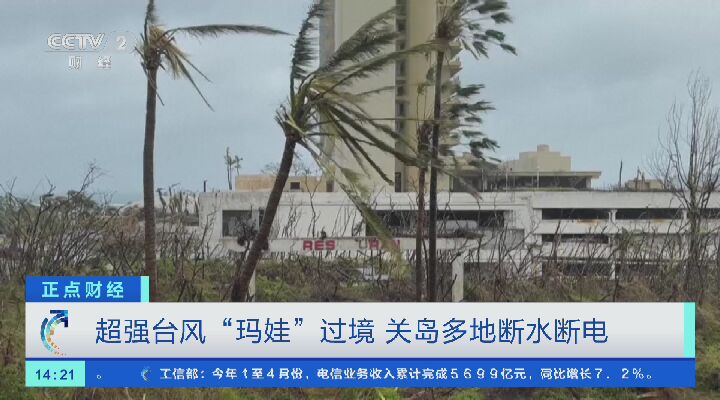 CCTV 2
财 经
RES URAN
正点财经
超强台风“玛娃”过境 关岛多地断水断电
14:21 。 工信部：今年1至4月份，电信业务收入累计完成5699亿元，同比增长7．2%。